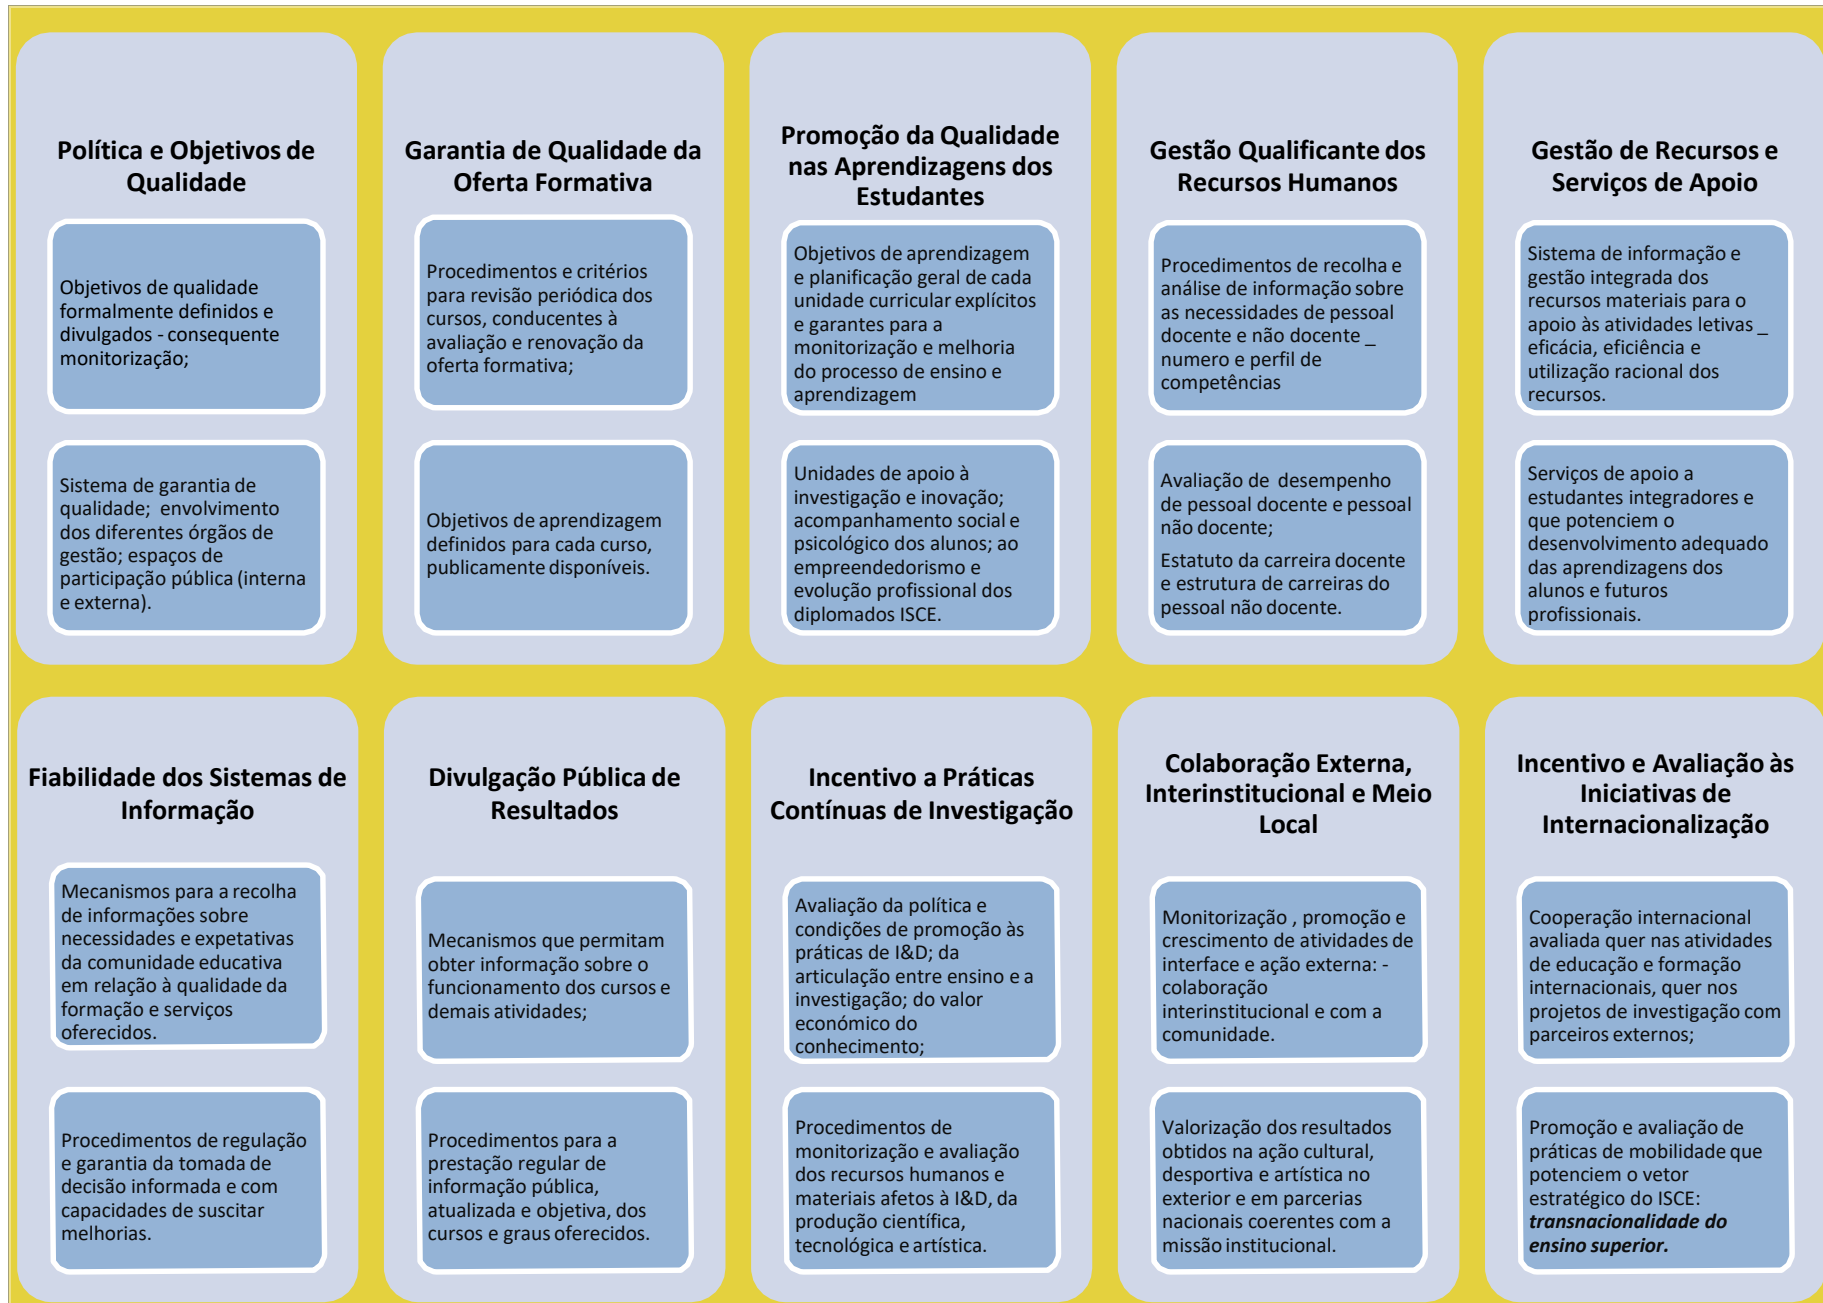 Política e Objetivos de
Qualidade
Objetivos de qualidade
formalmente definidos e
divulgados - consequente
monitorização;
Sistema de garantia de
qualidade;  envolvimento
dos diferentes órgãos de
gestão; espaços de
participação pública (interna
e externa).
Garantia de Qualidade da
Oferta Formativa
Procedimentos e critérios
para revisão periódica dos
cursos, conducentes à
avaliação e renovação da
oferta formativa;
Objetivos de aprendizagem
definidos para cada curso,
publicamente disponíveis.
Promoção da Qualidade
nas Aprendizagens dos
Estudantes
Objetivos de aprendizagem
e planificação geral de cada
unidade curricular explícitos
e garantes para a
monitorização e melhoria
do processo de ensino e
aprendizagem
Unidades de apoio à
investigação e inovação;
acompanhamento social e
psicológico dos alunos; ao
empreendedorismo e
evolução profissional dos
diplomados ISCE.
Gestão Qualificante dos
Recursos Humanos
Procedimentos de recolha e
análise de informação sobre
as necessidades de pessoal
docente e não docente _
numero e perfil de
competências
Avaliação de  desempenho
de pessoal docente e pessoal
não docente;
Estatuto da carreira docente
e estrutura de carreiras do
pessoal não docente.
Gestão de Recursos e
Serviços de Apoio
Sistema de informação e
gestão integrada dos
recursos materiais para o
apoio às atividades letivas _
eficácia, eficiência e
utilização racional dos
recursos.
Serviços de apoio a
estudantes integradores e
que potenciem o
desenvolvimento adequado
das aprendizagens dos
alunos e futuros
profissionais.
Fiabilidade dos Sistemas de
Informação
Mecanismos para a recolha
de informações sobre
necessidades e expetativas
da comunidade educativa
em relação à qualidade da
formação e serviços
oferecidos.
Procedimentos de regulação
e garantia da tomada de
decisão informada e com
capacidades de suscitar
melhorias.
Divulgação Pública de
Resultados
Mecanismos que permitam
obter informação sobre o
funcionamento dos cursos e
demais atividades;
Procedimentos para a
prestação regular de
informação pública,
atualizada e objetiva, dos
cursos e graus oferecidos.
Incentivo a Práticas
Contínuas de Investigação
Avaliação da política e
condições de promoção às
práticas de I&D; da
articulação entre ensino e a
investigação; do valor
económico do
conhecimento;
Procedimentos de
monitorização e avaliação
dos recursos humanos e
materiais afetos à I&D, da
produção científica,
tecnológica e artística.
Colaboração Externa,
Interinstitucional e Meio
Local
Monitorização , promoção e
crescimento de atividades de
interface e ação externa: -
colaboração
interinstitucional e com a
comunidade.
Valorização dos resultados
obtidos na ação cultural,
desportiva e artística no
exterior e em parcerias
nacionais coerentes com a
missão institucional.
Incentivo e Avaliação às
Iniciativas de
Internacionalização
Cooperação internacional
avaliada quer nas atividades
de educação e formação
internacionais, quer nos
projetos de investigação com
parceiros externos;
Promoção e avaliação de
práticas de mobilidade que
potenciem o vetor
estratégico do ISCE:
transnacionalidade do
ensino superior.